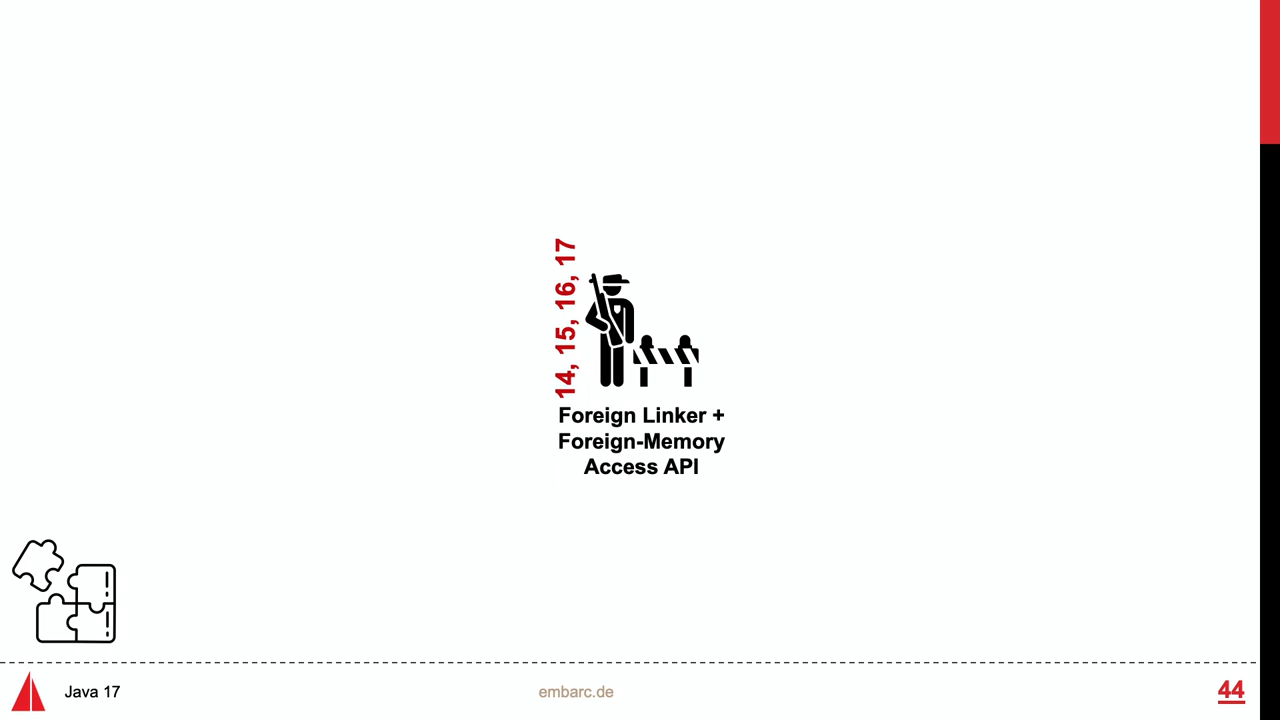 14, 15, 16, 17
Foreign Linker +
Foreign-Memory
Access API
Java 17
embarc.de
44